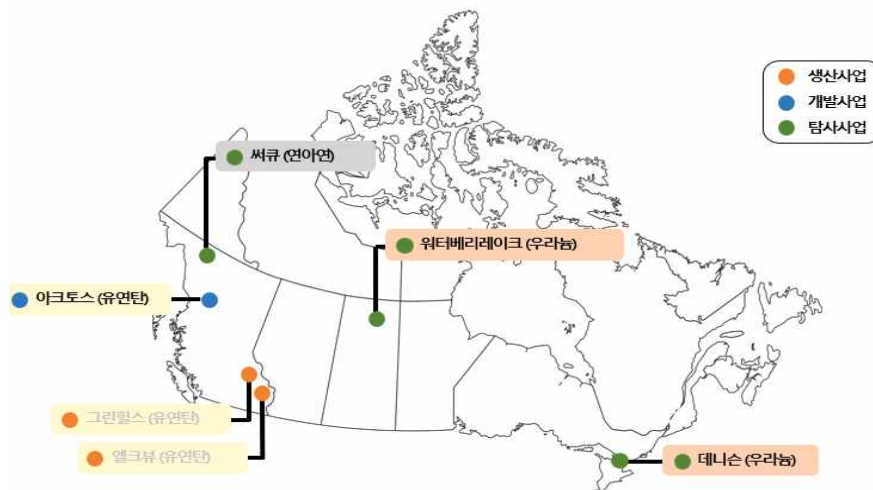 생산사업
개발사업
탐사사업
써큐 (연아연)
워터베리레이크 (우라늄)
아크토스 (유연탄)
그린힐스 (유연탄)
엘크뷰 (유연탄)
데니슨 (우라늄)